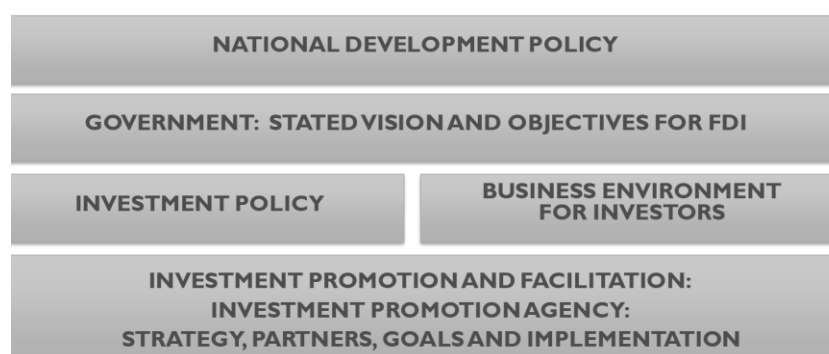 NATIONAL DEVELOPMENT POLICY
GOVERNMENT: STATED VISION AND OBJECTIVES FOR FDI
INVESTMENT POLICY
BUSINESS ENVIRONMENT
FOR INVESTORS
INVESTMENT PROMOTION AND FACILITATION:
INVESTMENT PROMOTION AGENCY:
STRATEGY, PARTNERS, GOALS AND IMPLEMENTATION